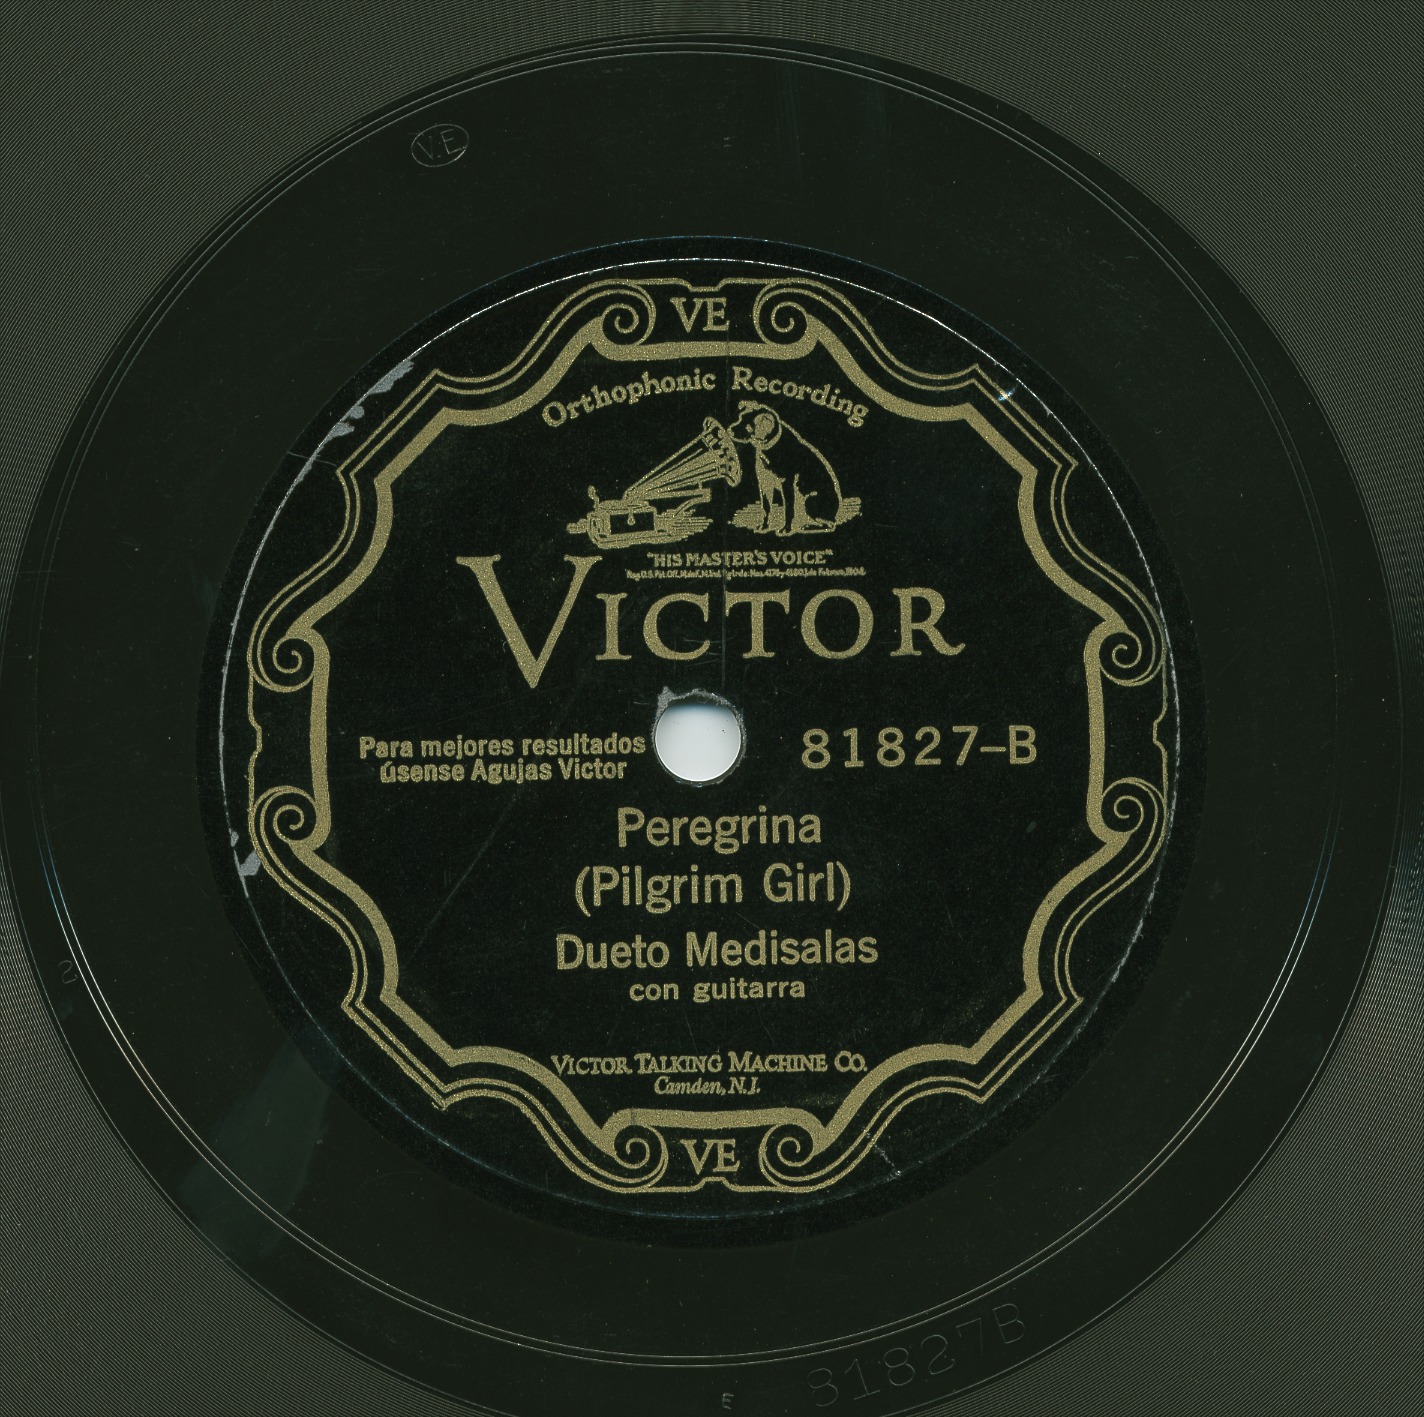 V.E.
VE
Orthophonic Recording
"HIS MASTER'S VOICE"
VICTOR
Para mejores resultados
úsense Agujas Victor
81827-B
Peregrina
(Pilgrim Girl)
Dueto Medisalas
con guitarra
VICTOR TALKING MACHINE CO.
Camden, N.J.
VE
2
81827B
E